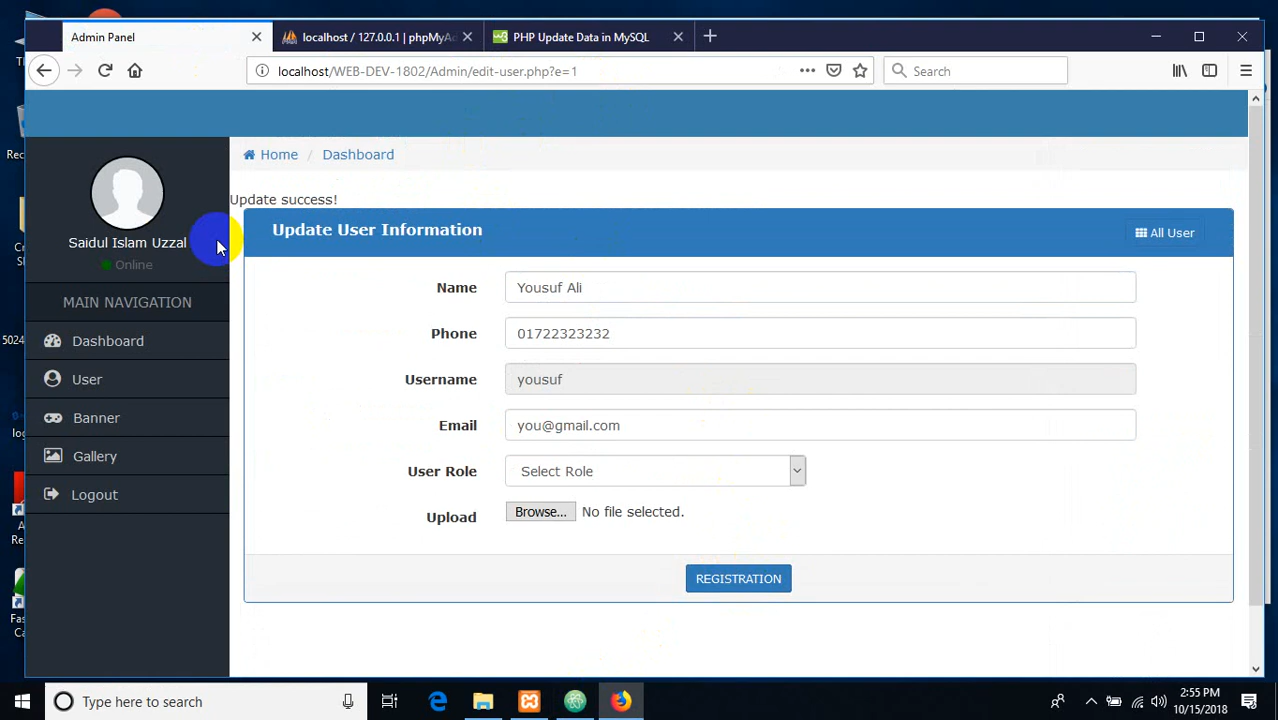 Admin Panel
localhost / 127.0.0.1 | phpMyAd
PHP Update Data in MySQL
localhost/WEB-DEV-1802/Admin/edit-user.php?e=1
Search
Home / Dashboard
Update success!
Saidul Islam Uzzal
Online
MAIN NAVIGATION
Dashboard
User
Banner
Gallery
Logout
Update User Information
All User
Name
Yousuf Ali
Phone
01722323232
Username
yousuf
Email
you@gmail.com
User Role
Select Role
Upload
Browse...
No file selected.
REGISTRATION
Type here to search
2:55 PM
10/15/2018